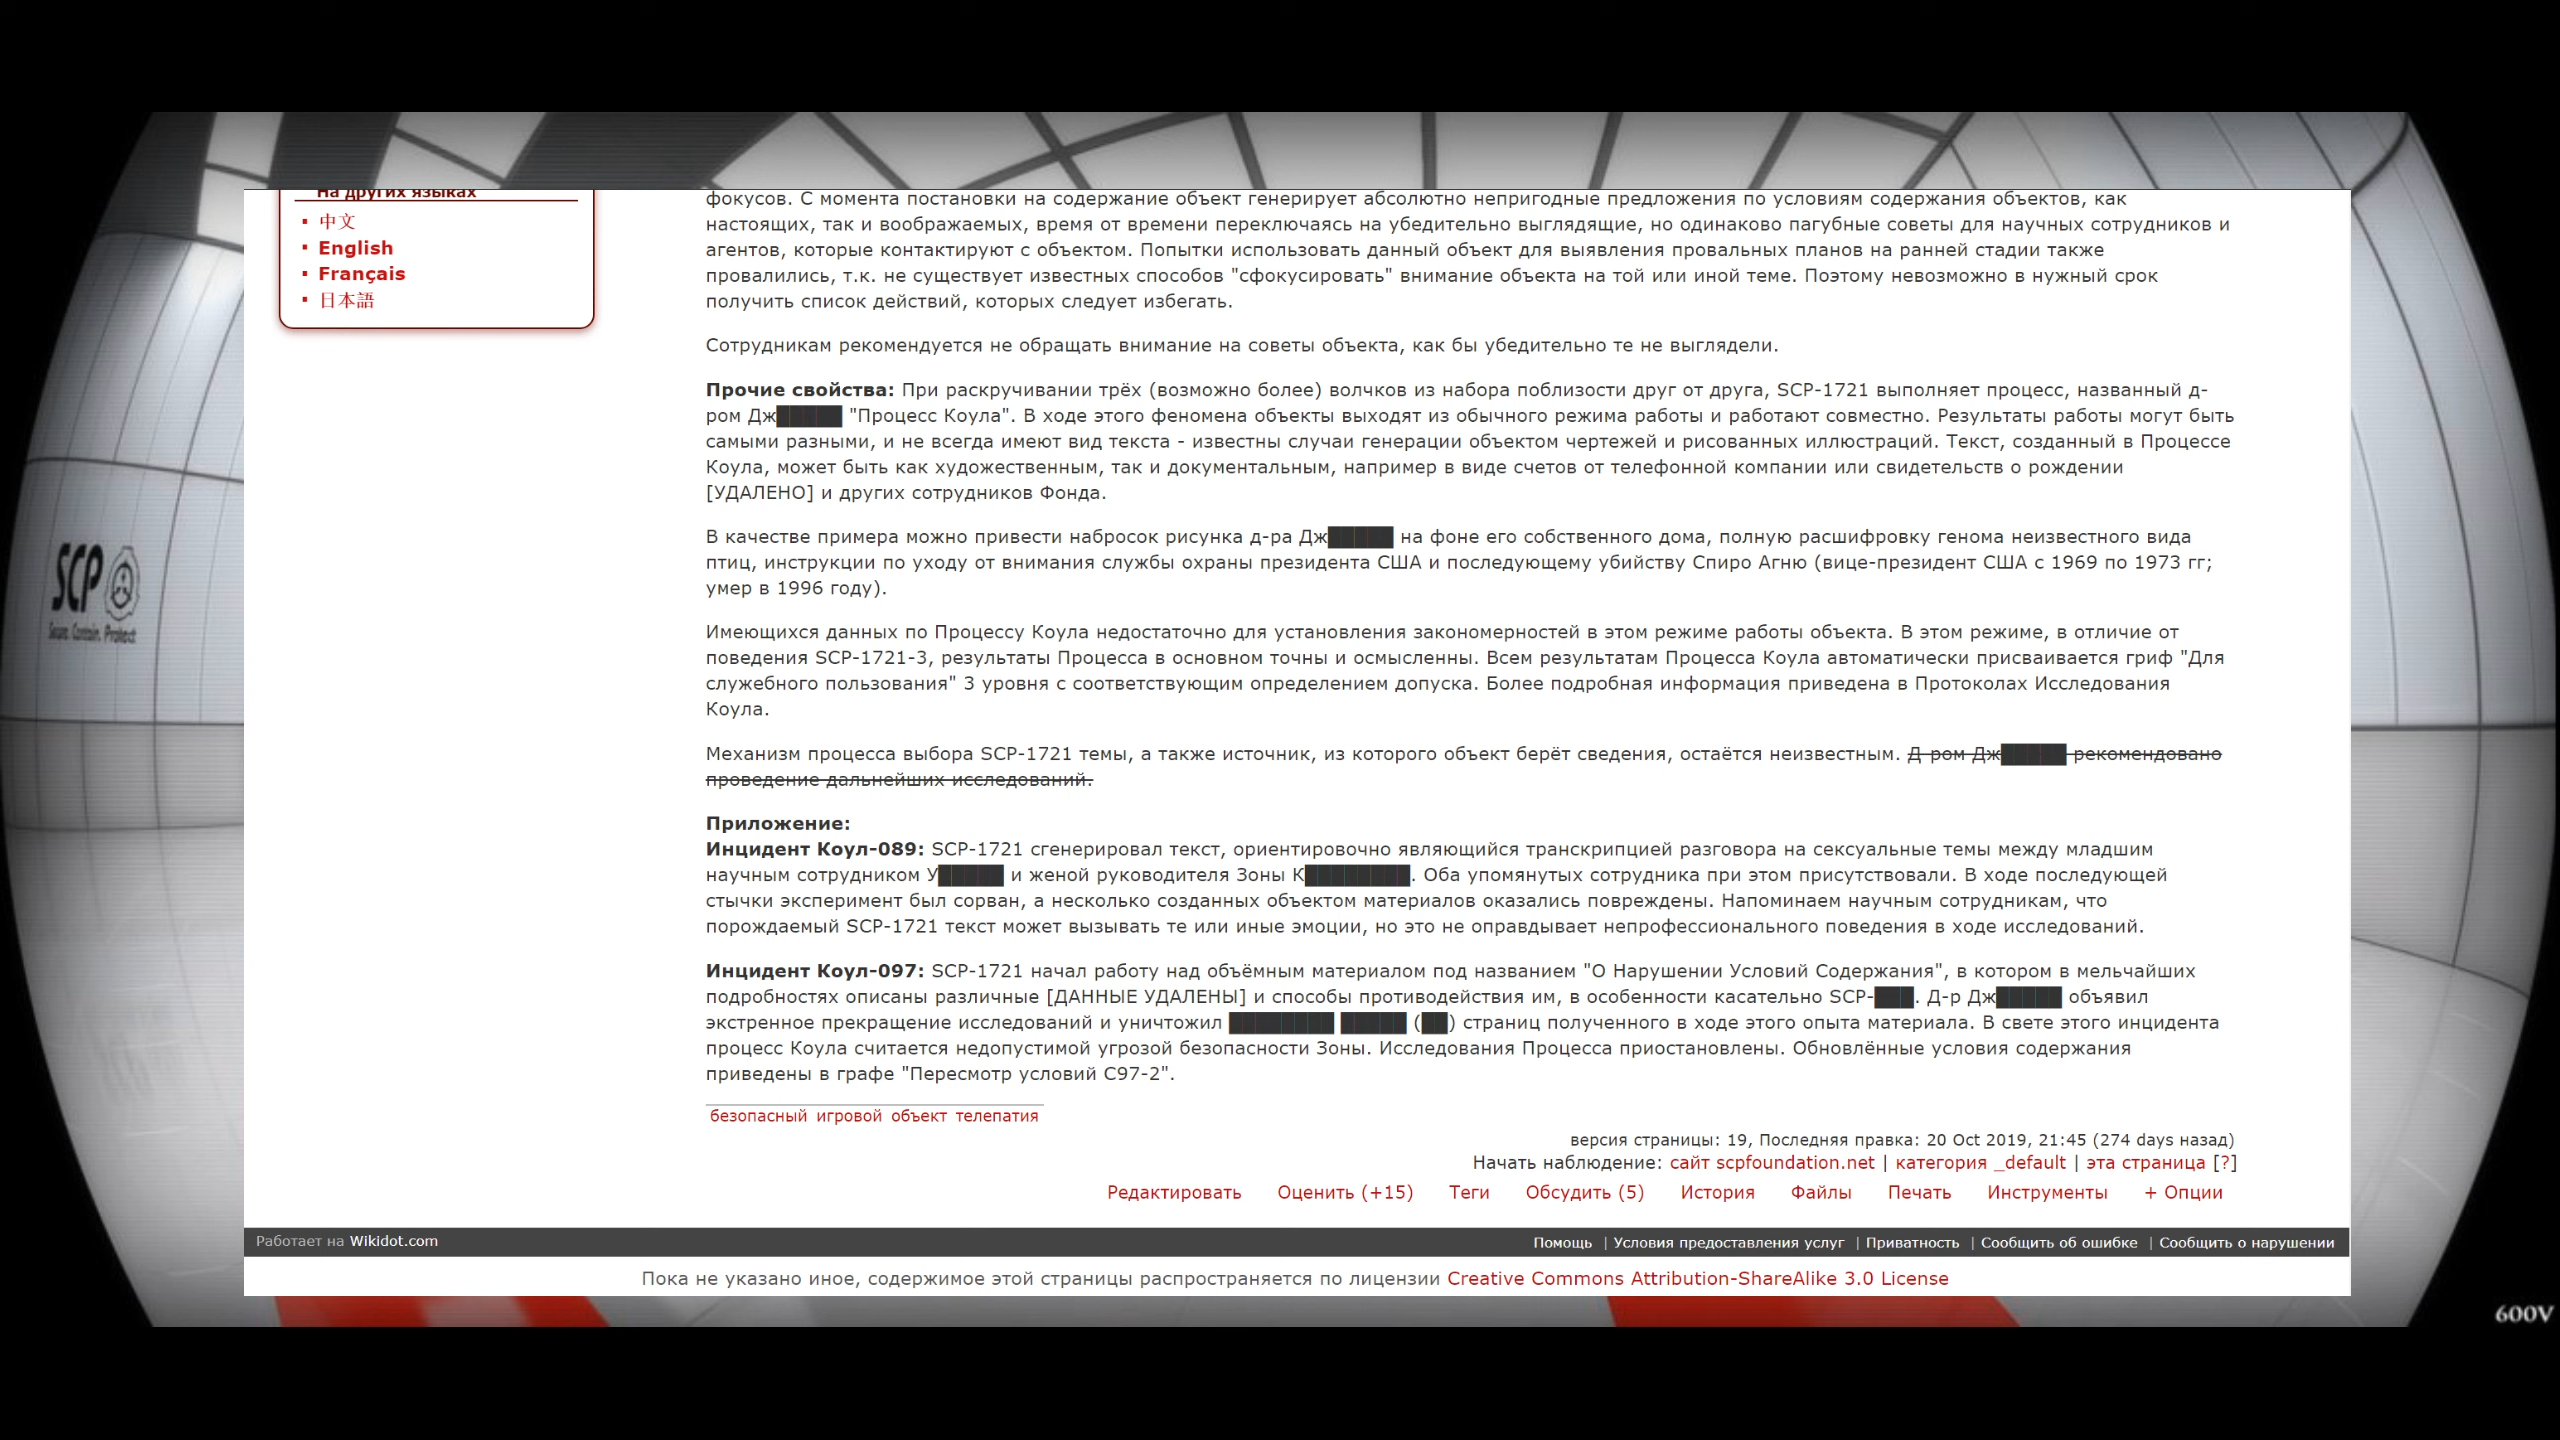 SCP
Secure. Contain. Protect
На других языках
中文
English
Français
日本語
фокусов. С момента постановки на содержание объект генерирует абсолютно непригодные предложения по условиям содержания объектов, как
настоящих, так и воображаемых, время от времени переключаясь на убедительно выглядящие, но одинаково пагубные советы для научных сотрудников и
агентов, которые контактируют с объектом. Попытки использовать данный объект для выявления провальных планов на ранней стадии также
провалились, т.к. не существует известных способов "сфокусировать" внимание объекта на той или иной теме. Поэтому невозможно в нужный срок
получить список действий, которых следует избегать.
Сотрудникам рекомендуется не обращать внимание на советы объекта, как бы убедительно те не выглядели.
Прочие свойства: При раскручивании трёх (возможно более) волчков из набора поблизости друг от друга, SCP-1721 выполняет процесс, названный д-
ром Дж█████ "Процесс Коула". В ходе этого феномена объекты выходят из обычного режима работы и работают совместно. Результаты работы могут быть
самыми разными, и не всегда имеют вид текста - известны случаи генерации объектом чертежей и рисованных иллюстраций. Текст, созданный в Процессе
Коула, может быть как художественным, так и документальным, например в виде счетов от телефонной компании или свидетельств о рождении
[УДАЛЕНО] и других сотрудников Фонда.
В качестве примера можно привести набросок рисунка д-ра Дж█████ на фоне его собственного дома, полную расшифровку генома неизвестного вида
птиц, инструкции по уходу от внимания службы охраны президента США и последующему убийству Спиро Агню (вице-президент США с 1969 по 1973 гг;
умер в 1996 году).
Имеющихся данных по Процессу Коула недостаточно для установления закономерностей в этом режиме работы объекта. В этом режиме, в отличие от
поведения SCP-1721-3, результаты Процесса в основном точны и осмысленны. Всем результатам Процесса Коула автоматически присваивается гриф "Для
служебного пользования" 3 уровня с соответствующим определением допуска. Более подробная информация приведена в Протоколах Исследования
Коула.
Механизм процесса выбора SCP-1721 темы, а также источник, из которого объект берёт сведения, остаётся неизвестным. Д-ром Дж█████ рекомендовано
проведение дальнейших исследований.
Приложение:
Инцидент Коул-089: SCP-1721 сгенерировал текст, ориентировочно являющийся транскрипцией разговора на сексуальные темы между младшим
научным сотрудником У█████ и женой руководителя Зоны К████████. Оба упомянутых сотрудника при этом присутствовали. В ходе последующей
стычки эксперимент был сорван, а несколько созданных объектом материалов оказались повреждены. Напоминаем научным сотрудникам, что
порождаемый SCP-1721 текст может вызывать те или иные эмоции, но это не оправдывает непрофессионального поведения в ходе исследований.
Инцидент Коул-097: SCP-1721 начал работу над объёмным материалом под названием "О Нарушении Условий Содержания", в котором в мельчайших
подробностях описаны различные [ДАННЫЕ УДАЛЕНЫ] и способы противодействия им, в особенности касательно SCP-███. Д-р Дж█████ объявил
экстренное прекращение исследований и уничтожил ████████ █████ (██) страниц полученного в ходе этого опыта материала. В свете этого инцидента
процесс Коула считается недопустимой угрозой безопасности Зоны. Исследования Процесса приостановлены. Обновлённые условия содержания
приведены в графе "Пересмотр условий С97-2".
безопасный игровой объект телепатия
версия страницы: 19, Последняя правка: 20 Oct 2019, 21:45 (274 days назад)
Начать наблюдение: сайт scpfoundation.net | категория _default | эта страница [?]
Редактировать Оценить (+15) Теги Обсудить (5) История Файлы Печать Инструменты + Опции
Работает на Wikidot.com
Помощь | Условия предоставления услуг | Приватность | Сообщить об ошибке | Сообщить о нарушении
Пока не указано иное, содержимое этой страницы распространяется по лицензии Creative Commons Attribution-ShareAlike 3.0 License
600V